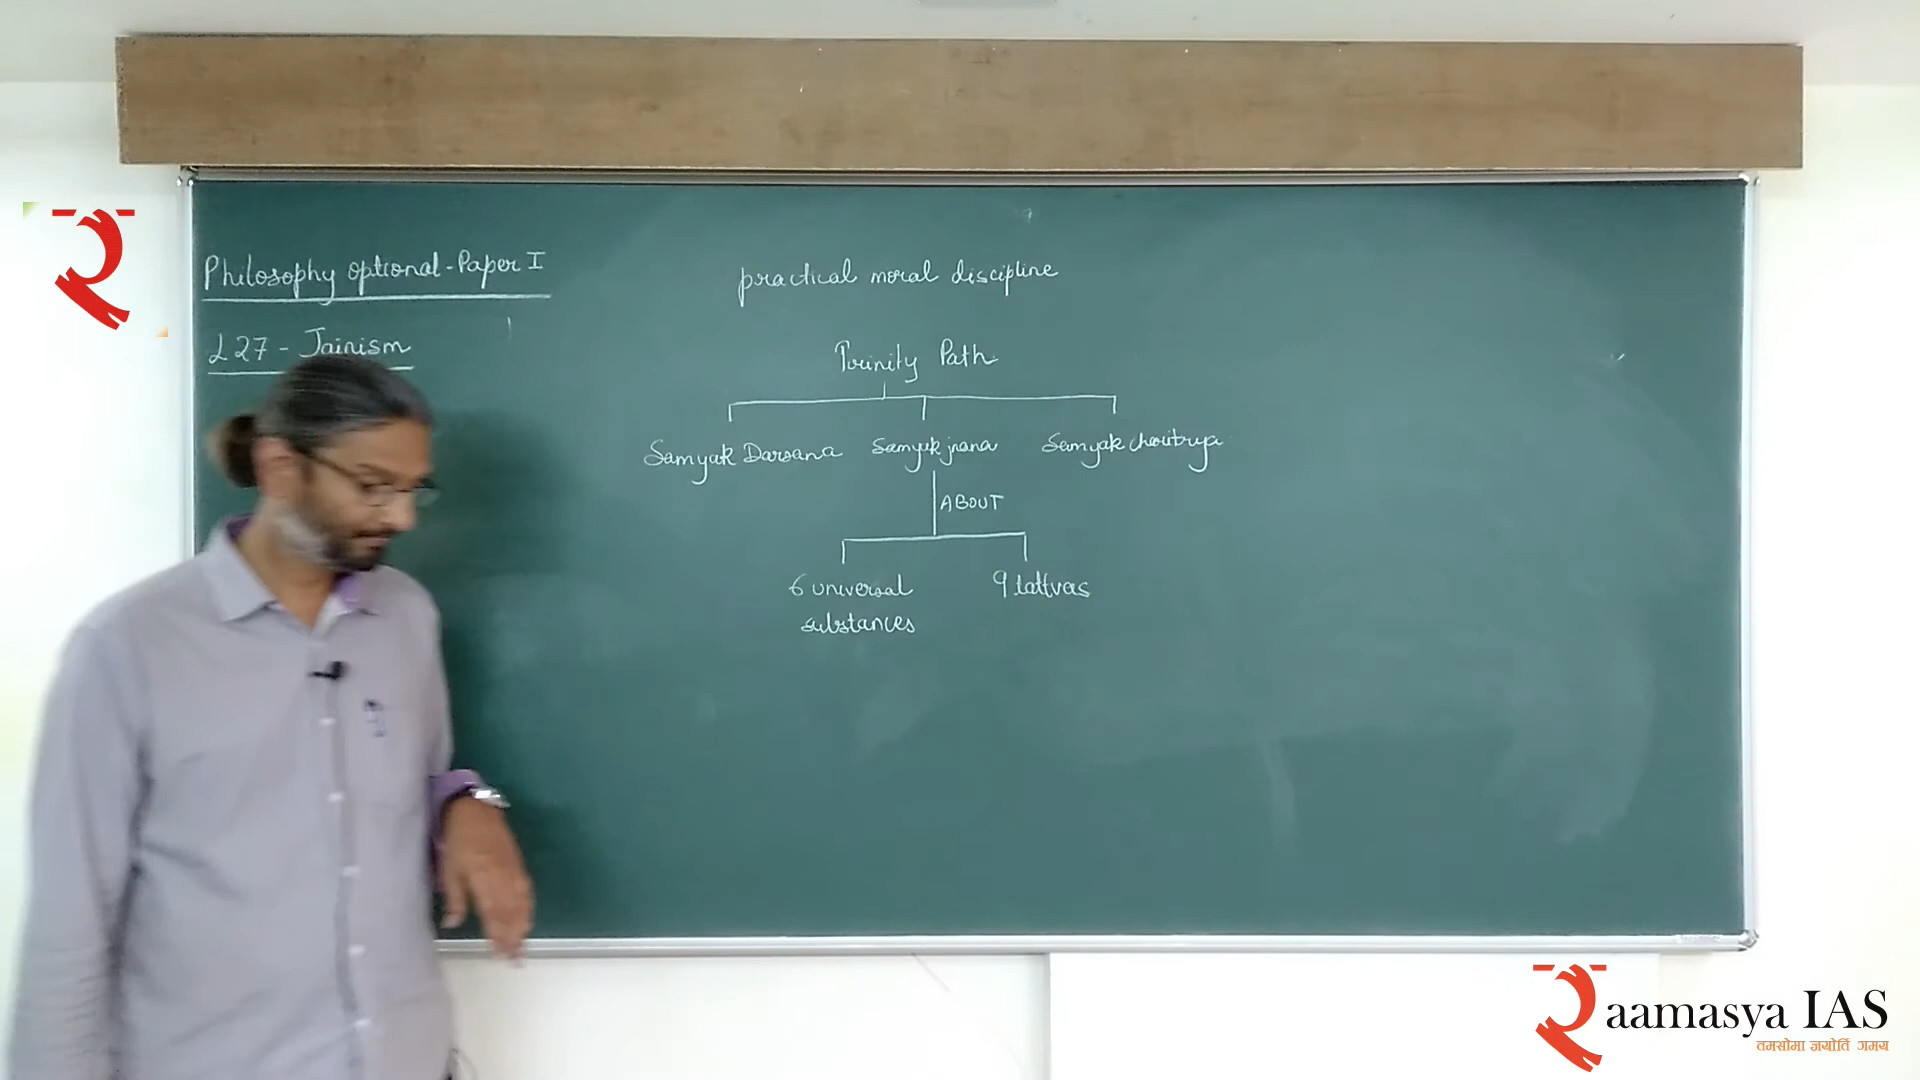 Philosophy optional - Paper I
L27 - Jainism
practical moral discipline
Trinity Path
Samyak Darsana Samyak jnana Samyak charitrya
ABOUT
6 universal
substances
9 tattvas
aamasya IAS
तमसोमा ज्योर्ति गमय